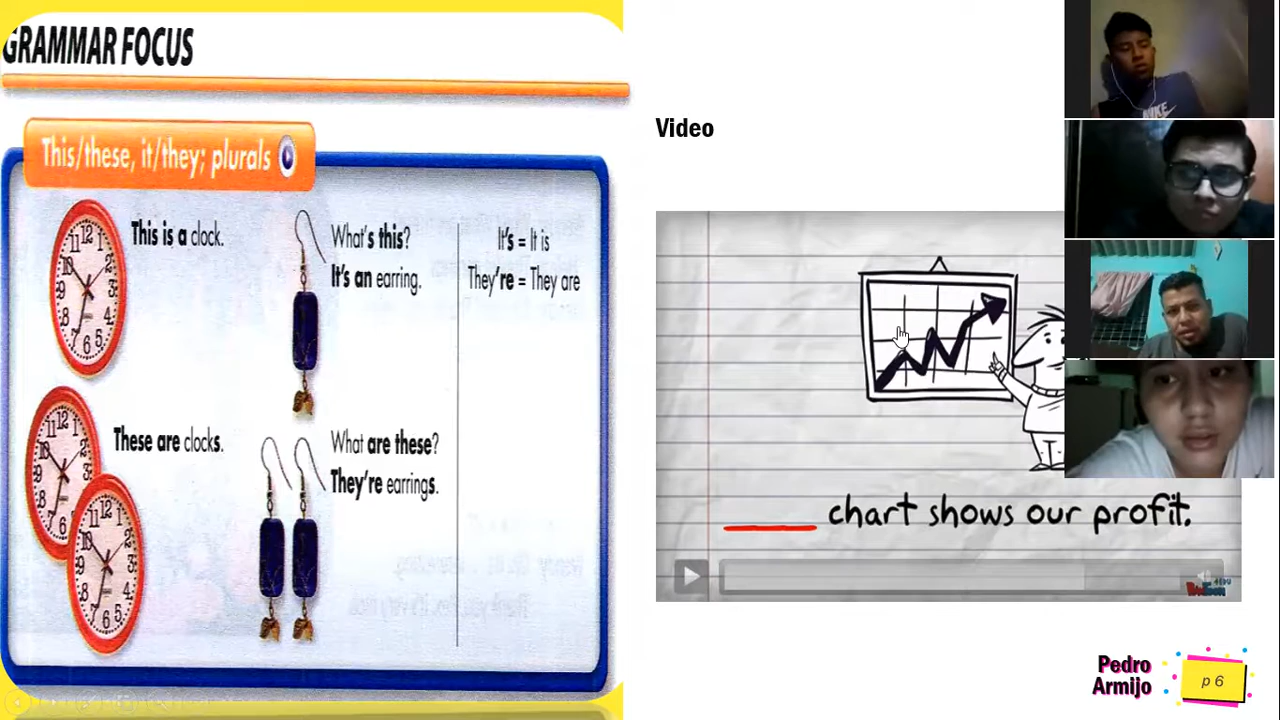 GRAMMAR FOCUS
This/these, it/they; plurals
This is a clock.
What's this?
It's an earring.
It's = It is
They're = They are
These are clocks.
What are these?
They're earrings.
Video
chart shows our profit.
NIKE
Pedro
Armijo
p 6